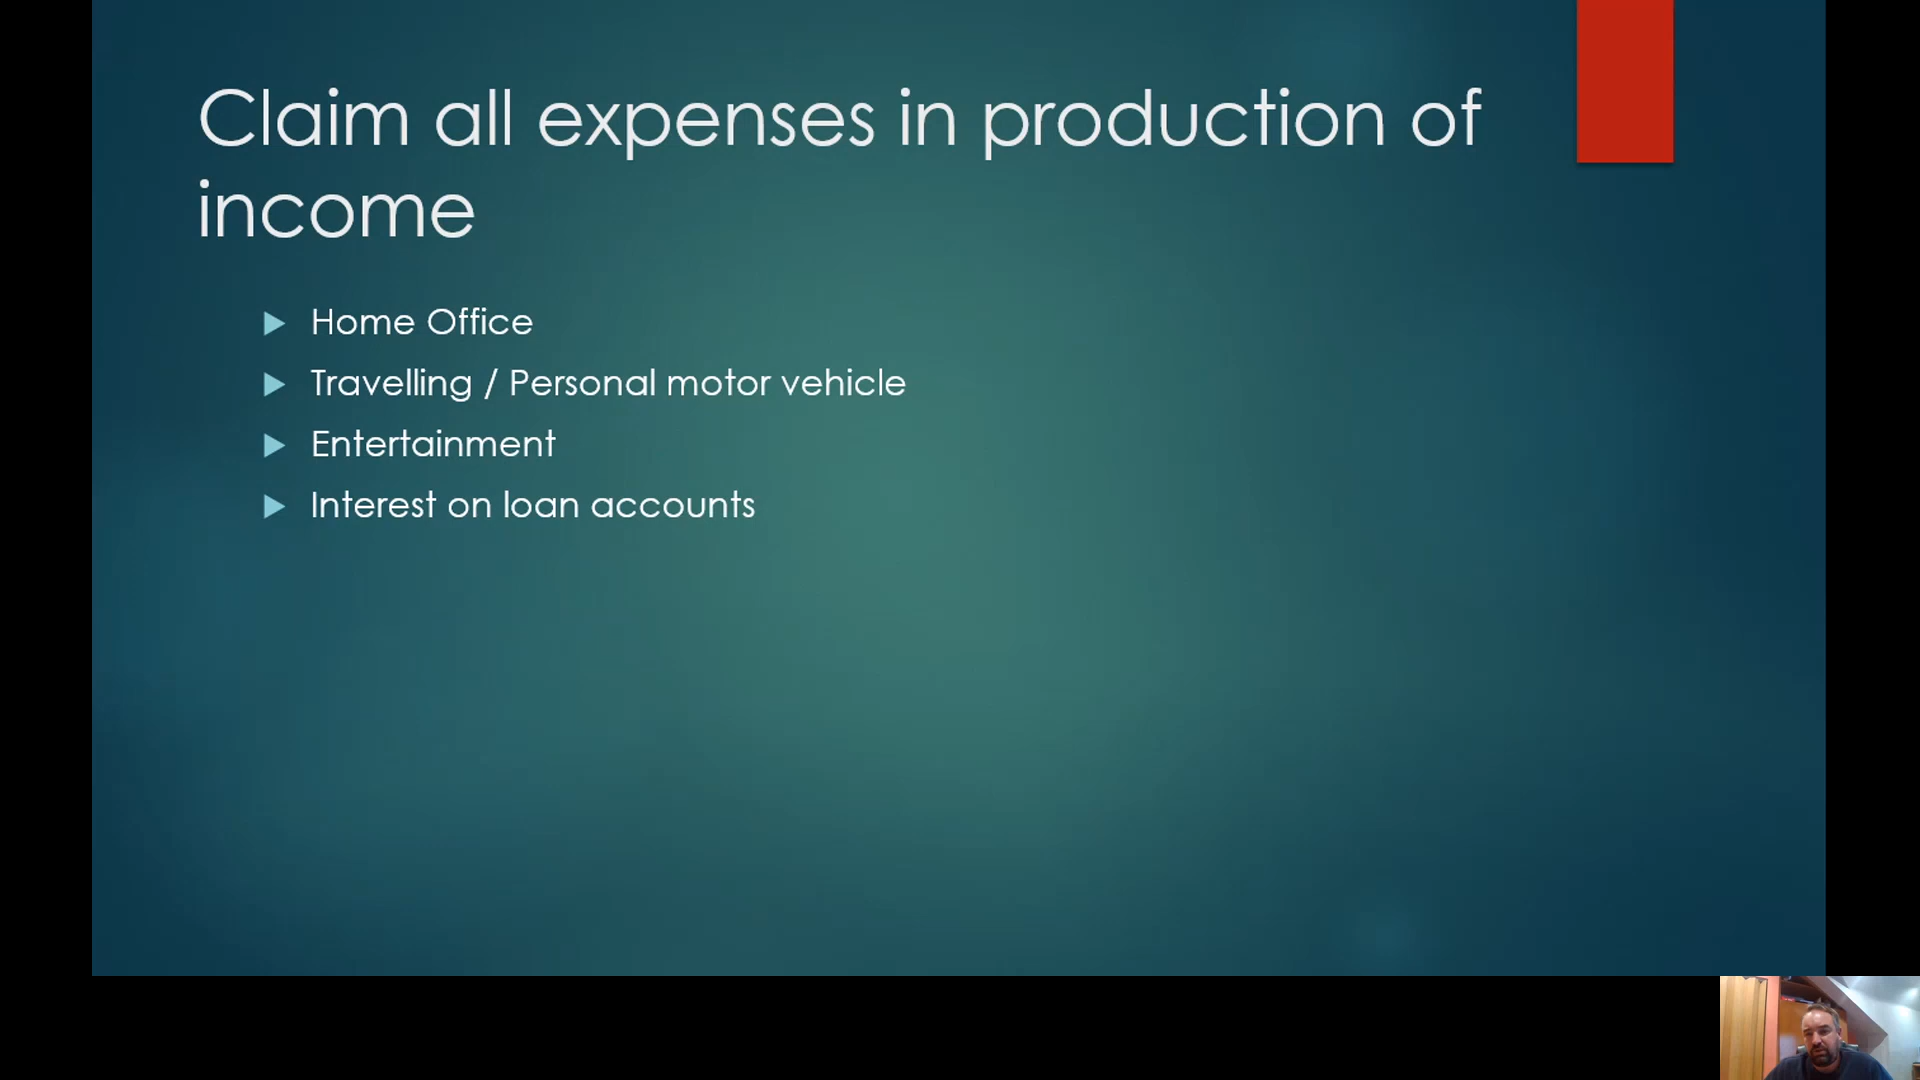 Claim all expenses in production of
income
Home Office
Travelling / Personal motor vehicle
Entertainment
Interest on loan accounts